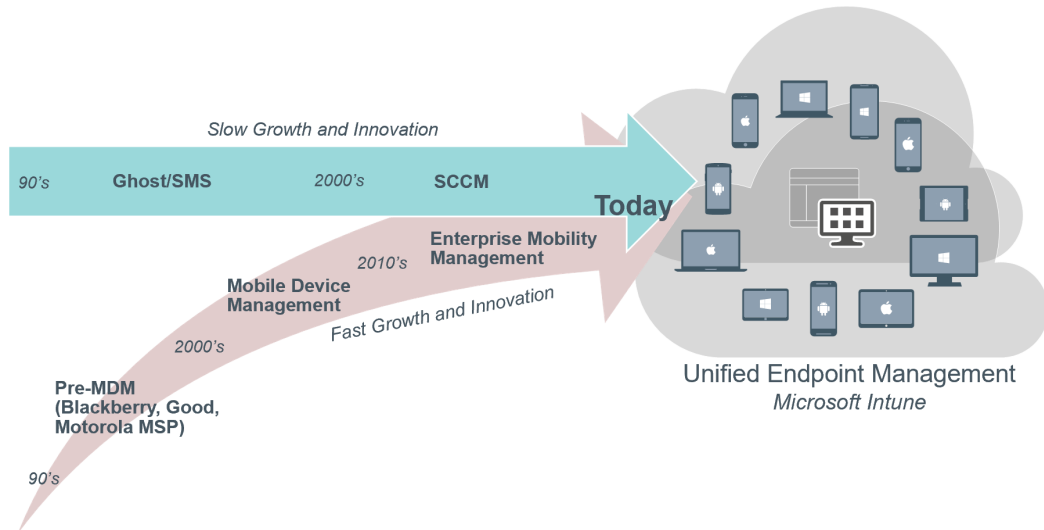 Slow Growth and Innovation
90's
Ghost/SMS
2000's
SCCM
Today
Enterprise Mobility
Management
2010's
Mobile Device
Management
Fast Growth and Innovation
2000's
Pre-MDM
(Blackberry, Good,
Motorola MSP)
90's
Unified Endpoint Management
Microsoft Intune